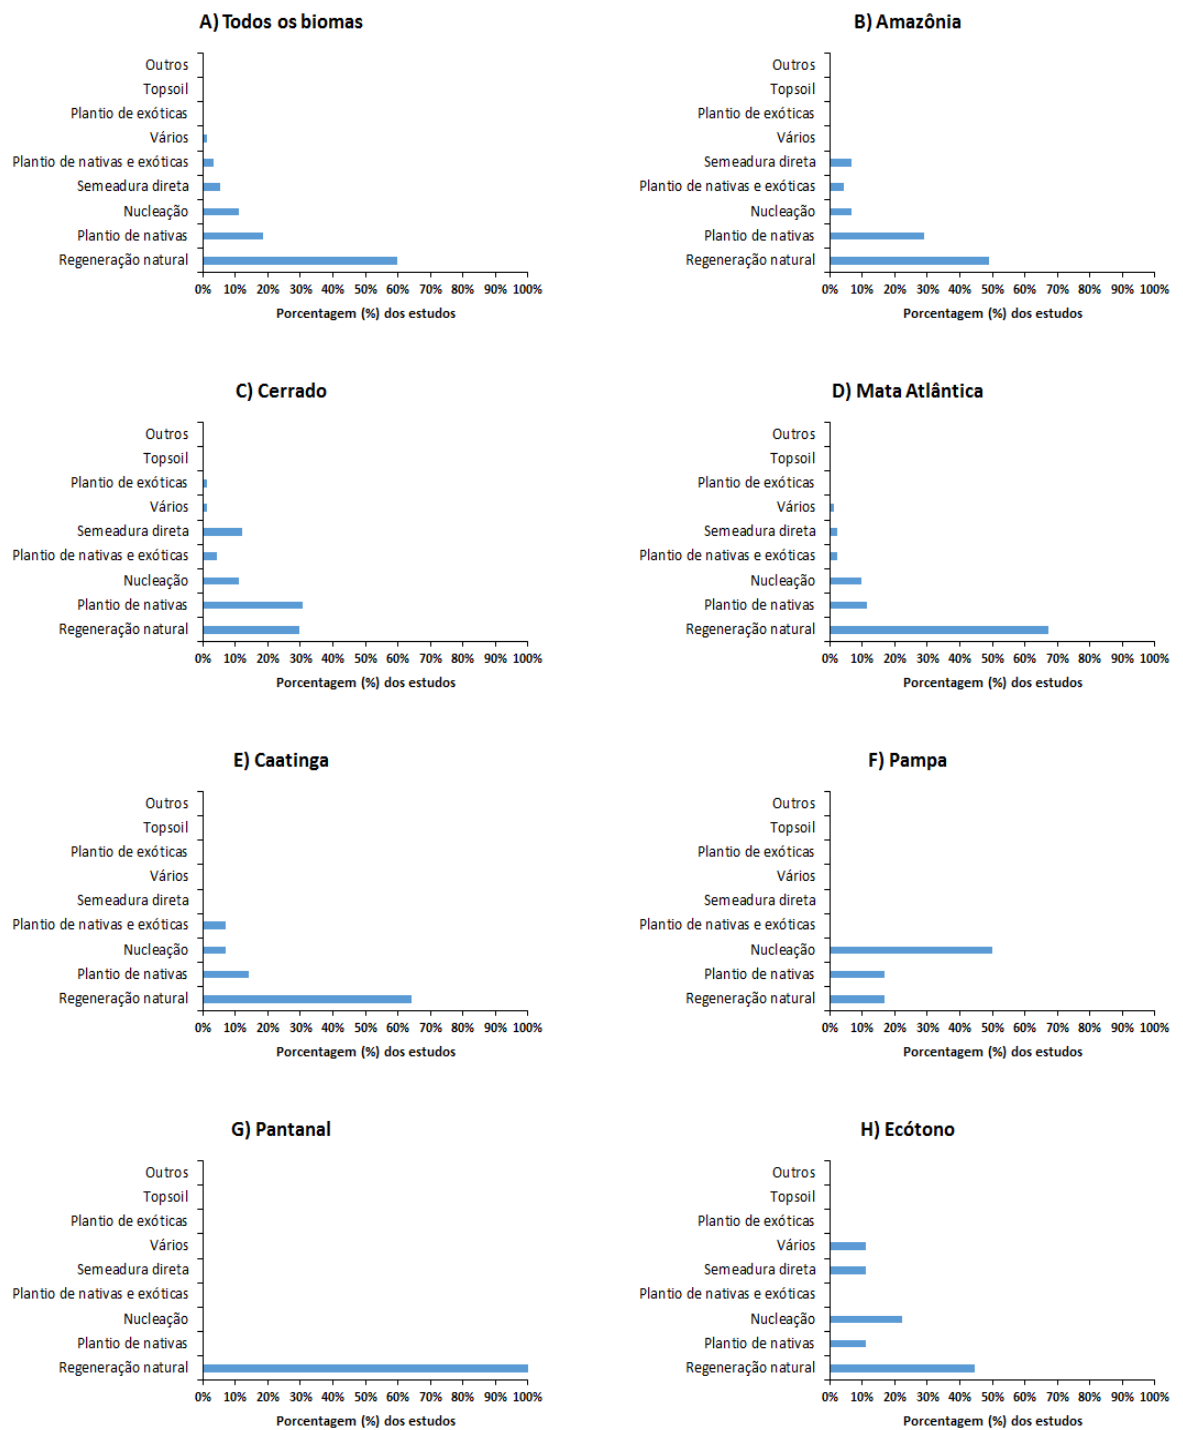 A) Todos os biomas
Outros
Topsoil
Plantio de exóticas
Vários
Plantio de nativas e exóticas
Semeadura direta
Nucleação
Plantio de nativas
Regeneração natural
0% 10% 20% 30% 40% 50% 60% 70% 80% 90% 100%
Porcentagem (%) dos estudos
B) Amazônia
Outros
Topsoil
Plantio de exóticas
Vários
Semeadura direta
Plantio de nativas e exóticas
Nucleação
Plantio de nativas
Regeneração natural
0% 10% 20% 30% 40% 50% 60% 70% 80% 90% 100%
Porcentagem (%) dos estudos
C) Cerrado
Outros
Topsoil
Plantio de exóticas
Vários
Semeadura direta
Plantio de nativas e exóticas
Nucleação
Plantio de nativas
Regeneração natural
0% 10% 20% 30% 40% 50% 60% 70% 80% 90% 100%
Porcentagem (%) dos estudos
D) Mata Atlântica
Outros
Topsoil
Plantio de exóticas
Vários
Semeadura direta
Plantio de nativas e exóticas
Nucleação
Plantio de nativas
Regeneração natural
0% 10% 20% 30% 40% 50% 60% 70% 80% 90% 100%
Porcentagem (%) dos estudos
E) Caatinga
Outros
Topsoil
Plantio de exóticas
Vários
Semeadura direta
Plantio de nativas e exóticas
Nucleação
Plantio de nativas
Regeneração natural
0% 10% 20% 30% 40% 50% 60% 70% 80% 90% 100%
Porcentagem (%) dos estudos
F) Pampa
Outros
Topsoil
Plantio de exóticas
Vários
Semeadura direta
Plantio de nativas e exóticas
Nucleação
Plantio de nativas
Regeneração natural
0% 10% 20% 30% 40% 50% 60% 70% 80% 90% 100%
Porcentagem (%) dos estudos
G) Pantanal
Outros
Topsoil
Plantio de exóticas
Vários
Semeadura direta
Plantio de nativas e exóticas
Nucleação
Plantio de nativas
Regeneração natural
0% 10% 20% 30% 40% 50% 60% 70% 80% 90% 100%
Porcentagem (%) dos estudos
H) Ecótono
Outros
Topsoil
Plantio de exóticas
Vários
Semeadura direta
Plantio de nativas e exóticas
Nucleação
Plantio de nativas
Regeneração natural
0% 10% 20% 30% 40% 50% 60% 70% 80% 90% 100%
Porcentagem (%) dos estudos